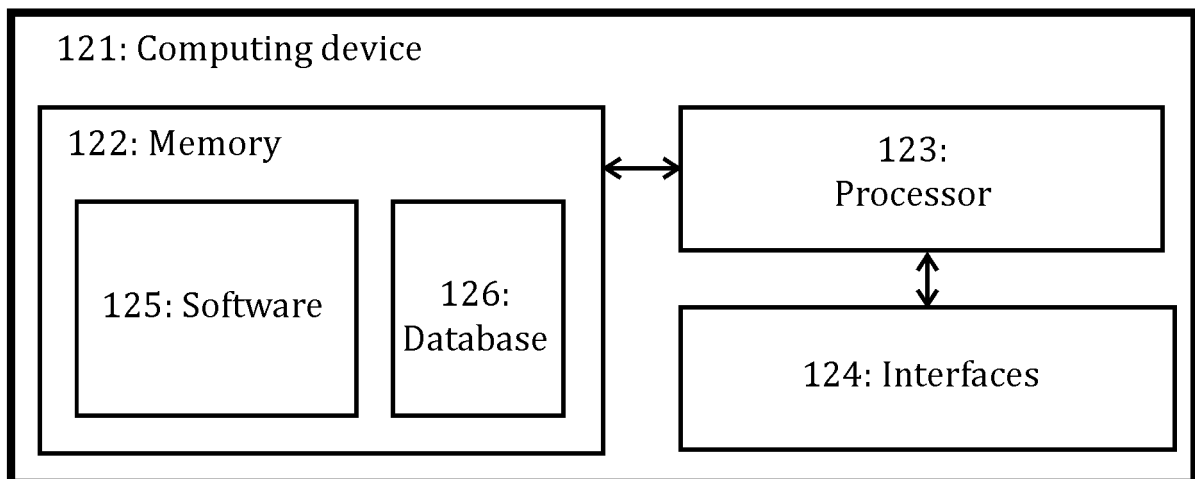 121: Computing device
122: Memory
125: Software
126:
Database
123:
Processor
124: Interfaces